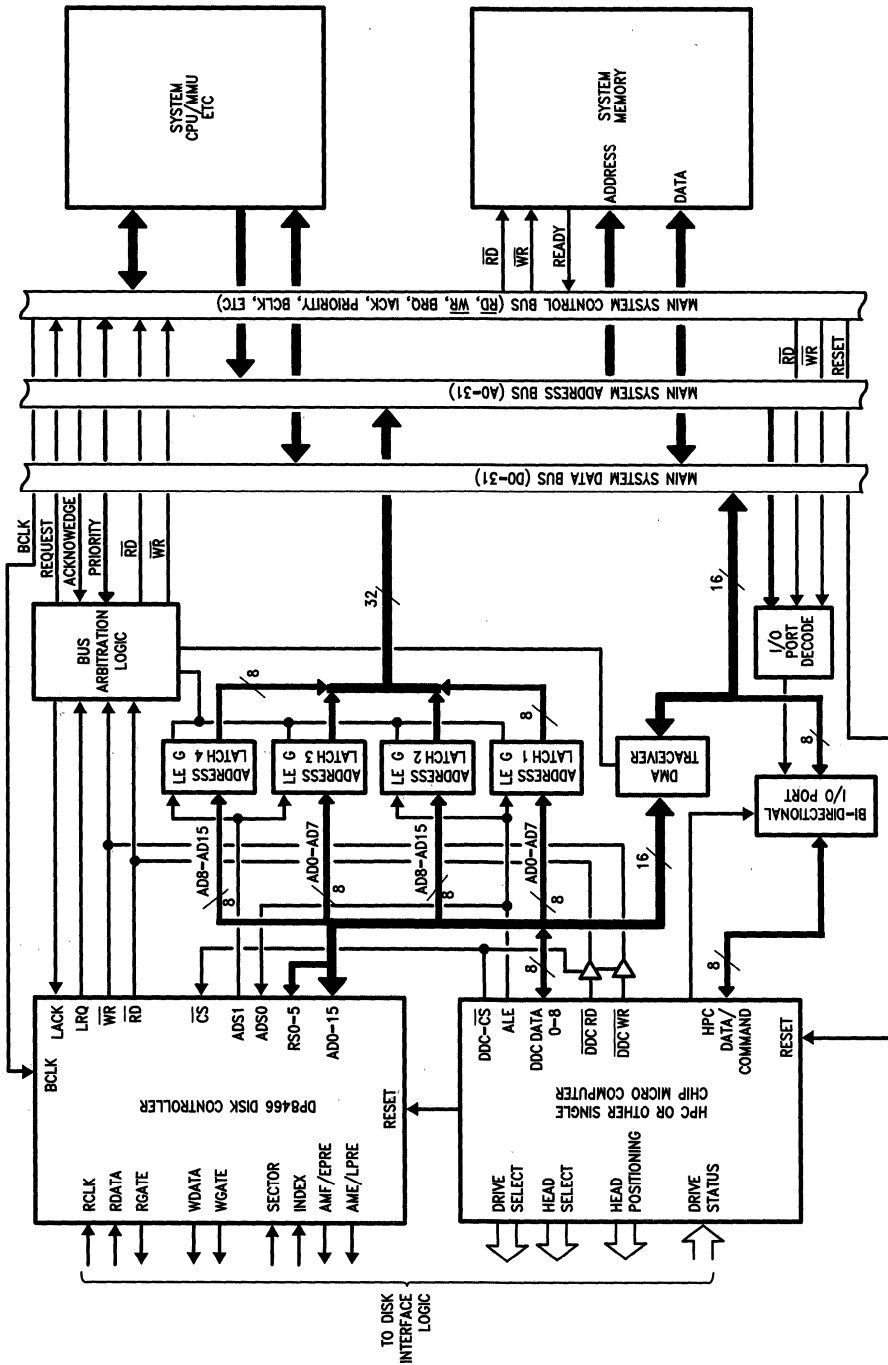 SYSTEM
CPU/MMU
ETC
SYSTEM
MEMORY
ADDRESS
DATA
RD
WR
READY
MAIN SYSTEM CONTROL BUS (RD, WR, BRQ, IACK, PRIORITY, BCLK, ETC)
MAIN SYSTEM ADDRESS BUS (A0-31)
MAIN SYSTEM DATA BUS (D0-31)
RD
WR
RESET
BCLK
REQUEST
ACKNOWEDGE
PRIORITY
RD
WR
BUS
ARBITRATION
LOGIC
32
16
8
8
8
LE G
ADDRESS
LATCH 4
LE G
ADDRESS
LATCH 3
LE G
ADDRESS
LATCH 2
LE G
ADDRESS
LATCH 1
DMA
TRACEIVER
I/O
PORT
DECODE
BI-DIRECTIONAL
I/O PORT
AD8-AD15
8
AD0-AD7
8
AD8-AD15
8
AD0-AD7
8
16
8
8
BCLK
LACK
LRQ
WR
RD
CS
ADS1
ADS0
RS0-5
AD0-15
DP8466 DISK CONTROLLER
RESET
RCLK
RDATA
RGATE
WDATA
WGATE
SECTOR
INDEX
AMF/EPRE
AME/LPRE
DDC-CS
ALE
DDC DATA
0-8
DDC RD
DDC WR
HPC
DATA/
COMMAND
RESET
HPC OR OTHER SINGLE
CHIP MICRO COMPUTER
DRIVE
SELECT
HEAD
SELECT
HEAD
POSITIONING
DRIVE
STATUS
TO DISK
INTERFACE
LOGIC